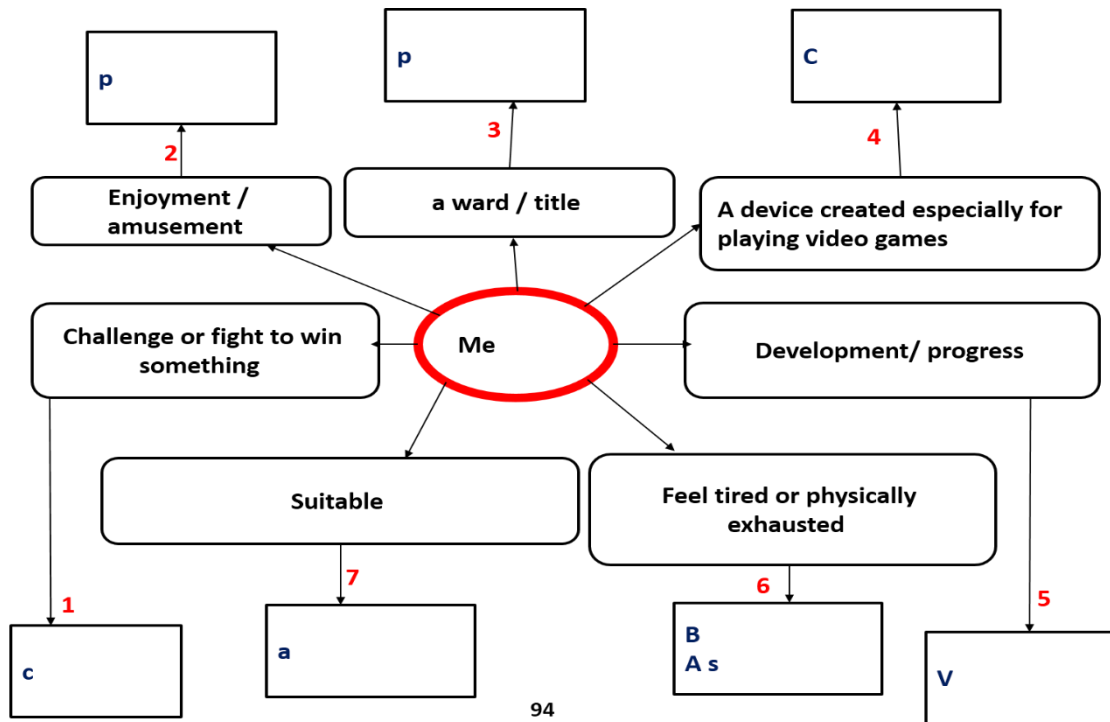 p
p
C
2
3
4
Enjoyment /
amusement
a ward / title
A device created especially for
playing video games
Challenge or fight to win
something
Me
Development/ progress
Suitable
Feel tired or physically
exhausted
1
7
6
5
c
a
B
A s
V
94